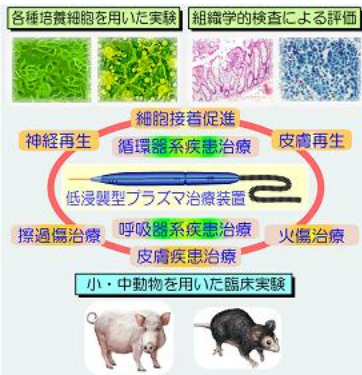 各種培養細胞を用いた実験
組織学的検査による評価
細胞接着促進
神経再生
皮膚再生
循環器系疾患治療
低浸襲型プラズマ治療装置
擦過傷治療
呼吸器系疾患治療
火傷治療
皮膚疾患治療
小・中動物を用いた臨床実験